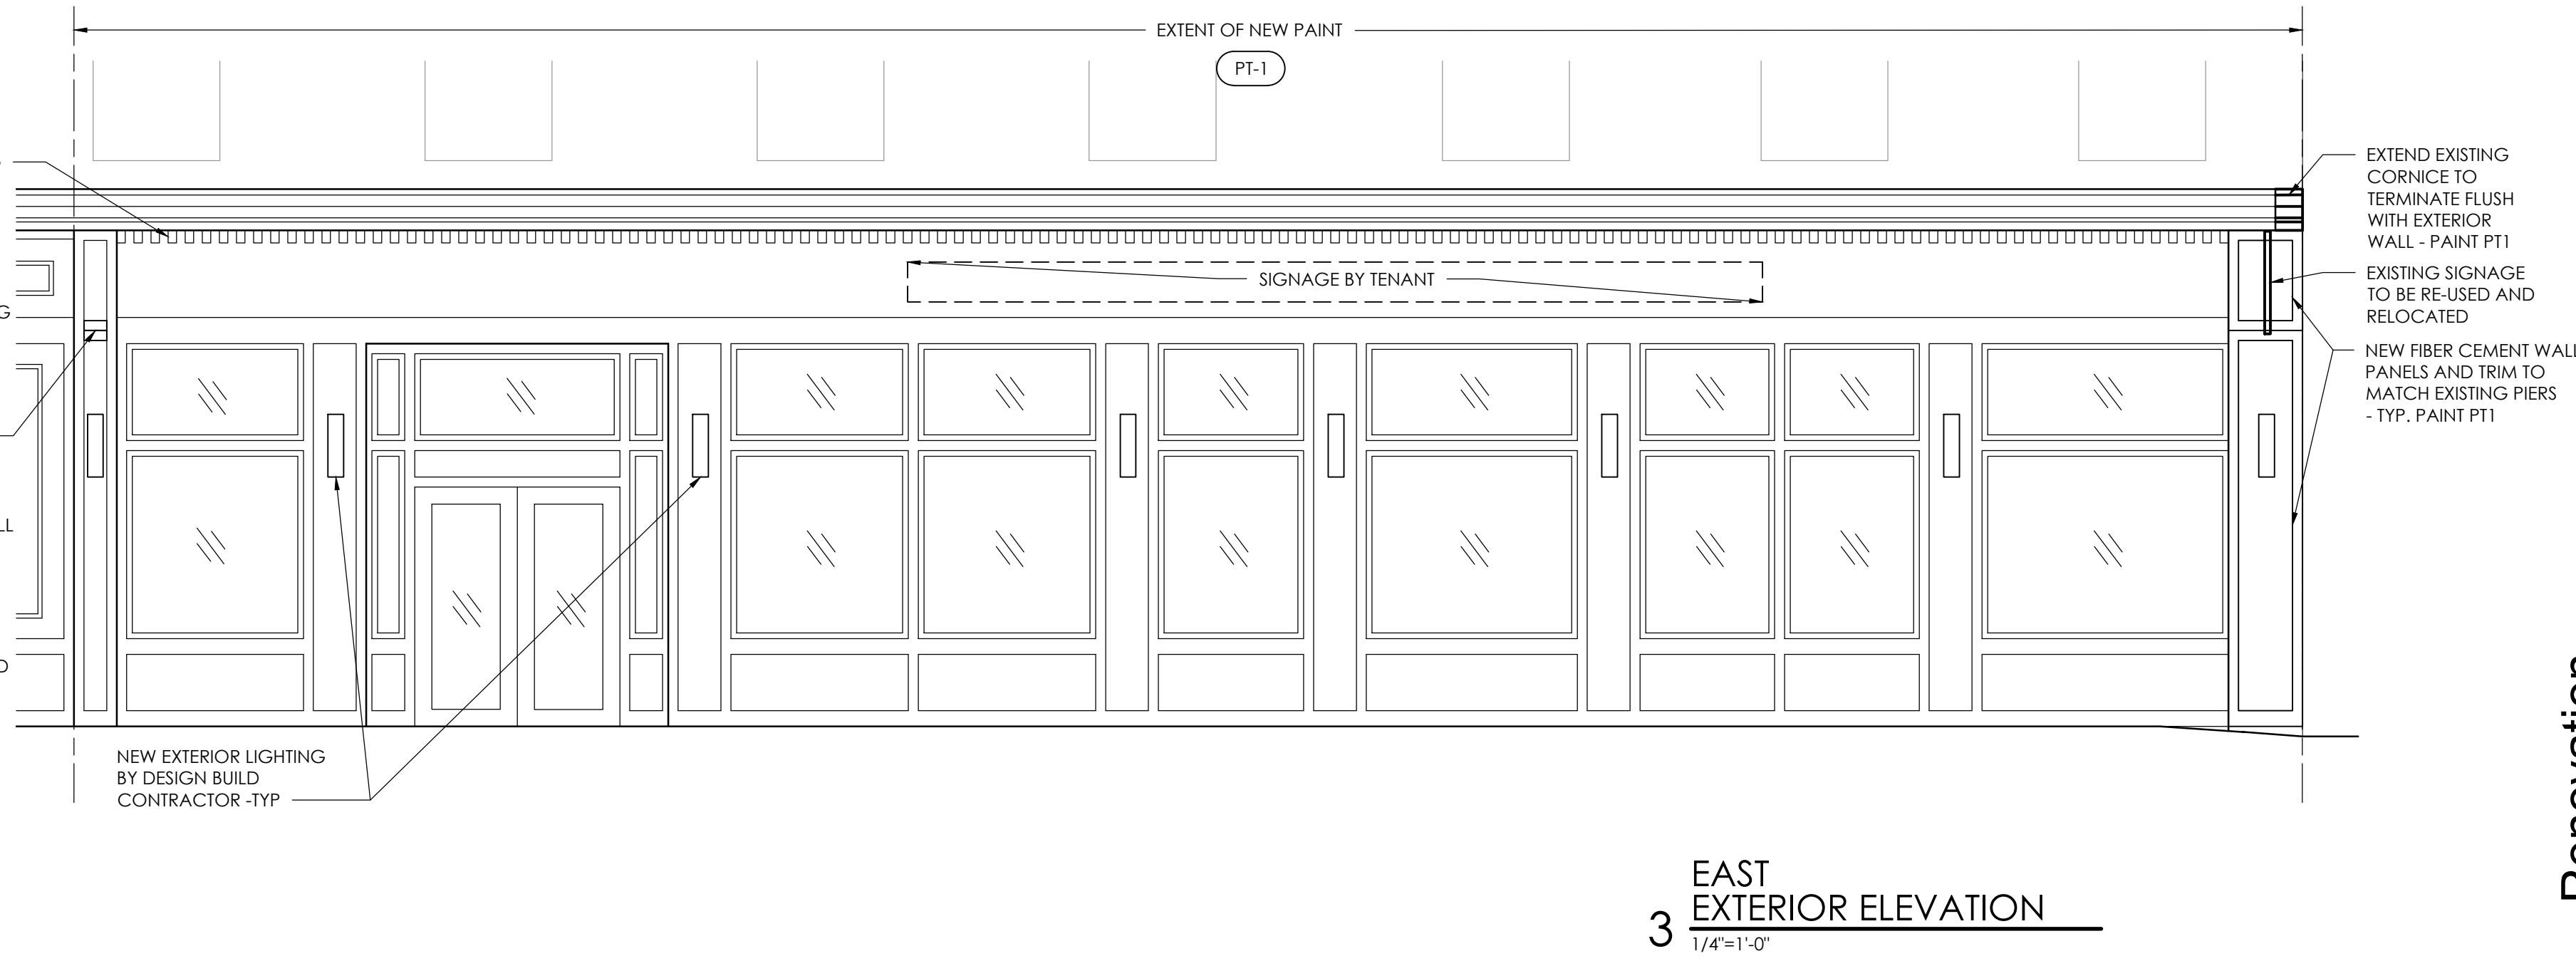 EXTENT OF NEW PAINT
PT-1
EXTEND EXISTING
CORNICE TO
TERMINATE FLUSH
WITH EXTERIOR
WALL - PAINT PT1
SIGNAGE BY TENANT
EXISTING SIGNAGE
TO BE RE-USED AND
RELOCATED
NEW FIBER CEMENT WALL
PANELS AND TRIM TO
MATCH EXISTING PIERS
- TYP. PAINT PT1
NEW EXTERIOR LIGHTING
BY DESIGN BUILD
CONTRACTOR -TYP
EAST
3 EXTERIOR ELEVATION
1/4"=1'-0"